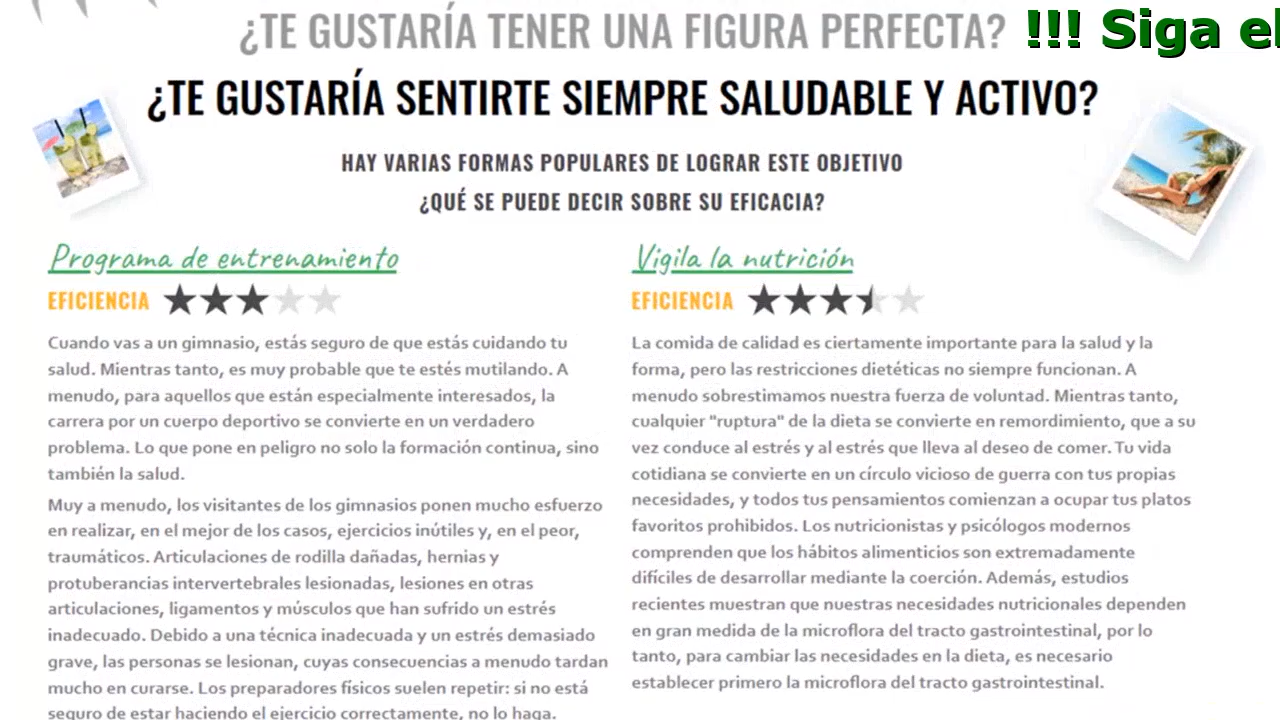 ¿TE GUSTARÍA TENER UNA FIGURA PERFECTA?
!!! Siga el
¿TE GUSTARÍA SENTIRTE SIEMPRE SALUDABLE Y ACTIVO?
HAY VARIAS FORMAS POPULARES DE LOGRAR ESTE OBJETIVO
¿QUÉ SE PUEDE DECIR SOBRE SU EFICACIA?
Programa de entrenamiento
EFICIENCIA
Cuando vas a un gimnasio, estás seguro de que estás cuidando tu
salud. Mientras tanto, es muy probable que te estés mutilando. A
menudo, para aquellos que están especialmente interesados, la
carrera por un cuerpo deportivo se convierte en un verdadero
problema. Lo que pone en peligro no solo la formación continua, sino
también la salud.
Muy a menudo, los visitantes de los gimnasios ponen mucho esfuerzo
en realizar, en el mejor de los casos, ejercicios inútiles y, en el peor,
traumáticos. Articulaciones de rodilla dañadas, hernias y
protuberancias intervertebrales lesionadas, lesiones en otras
articulaciones, ligamentos y músculos que han sufrido un estrés
inadecuado. Debido a una técnica inadecuada y un estrés demasiado
grave, las personas se lesionan, cuyas consecuencias a menudo tardan
mucho en curarse. Los preparadores físicos suelen repetir: si no está
seguro de estar haciendo el ejercicio correctamente, no lo haga.
Vigila la nutrición
EFICIENCIA
La comida de calidad es ciertamente importante para la salud y la
forma, pero las restricciones dietéticas no siempre funcionan. A
menudo sobrestimamos nuestra fuerza de voluntad. Mientras tanto,
cualquier "ruptura" de la dieta se convierte en remordimiento, que a su
vez conduce al estrés y al estrés que lleva al deseo de comer. Tu vida
cotidiana se convierte en un círculo vicioso de guerra con tus propias
necesidades, y todos tus pensamientos comienzan a ocupar tus platos
favoritos prohibidos. Los nutricionistas y psicólogos modernos
comprenden que los hábitos alimenticios son extremadamente
difíciles de desarrollar mediante la coerción. Además, estudios
recientes muestran que nuestras necesidades nutricionales dependen
en gran medida de la microflora del tracto gastrointestinal, por lo
tanto, para cambiar las necesidades en la dieta, es necesario
establecer primero la microflora del tracto gastrointestinal.